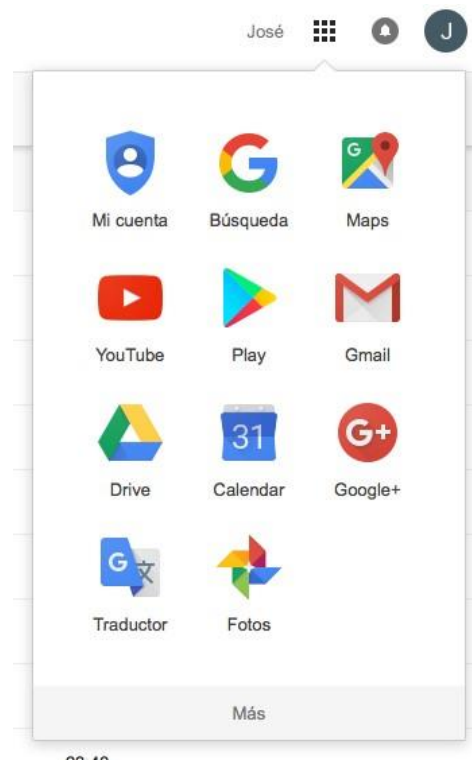 José J
Mi cuenta Búsqueda Maps
YouTube Play Gmail
31 G+
Drive Calendar Google+
Traductor Fotos
Más